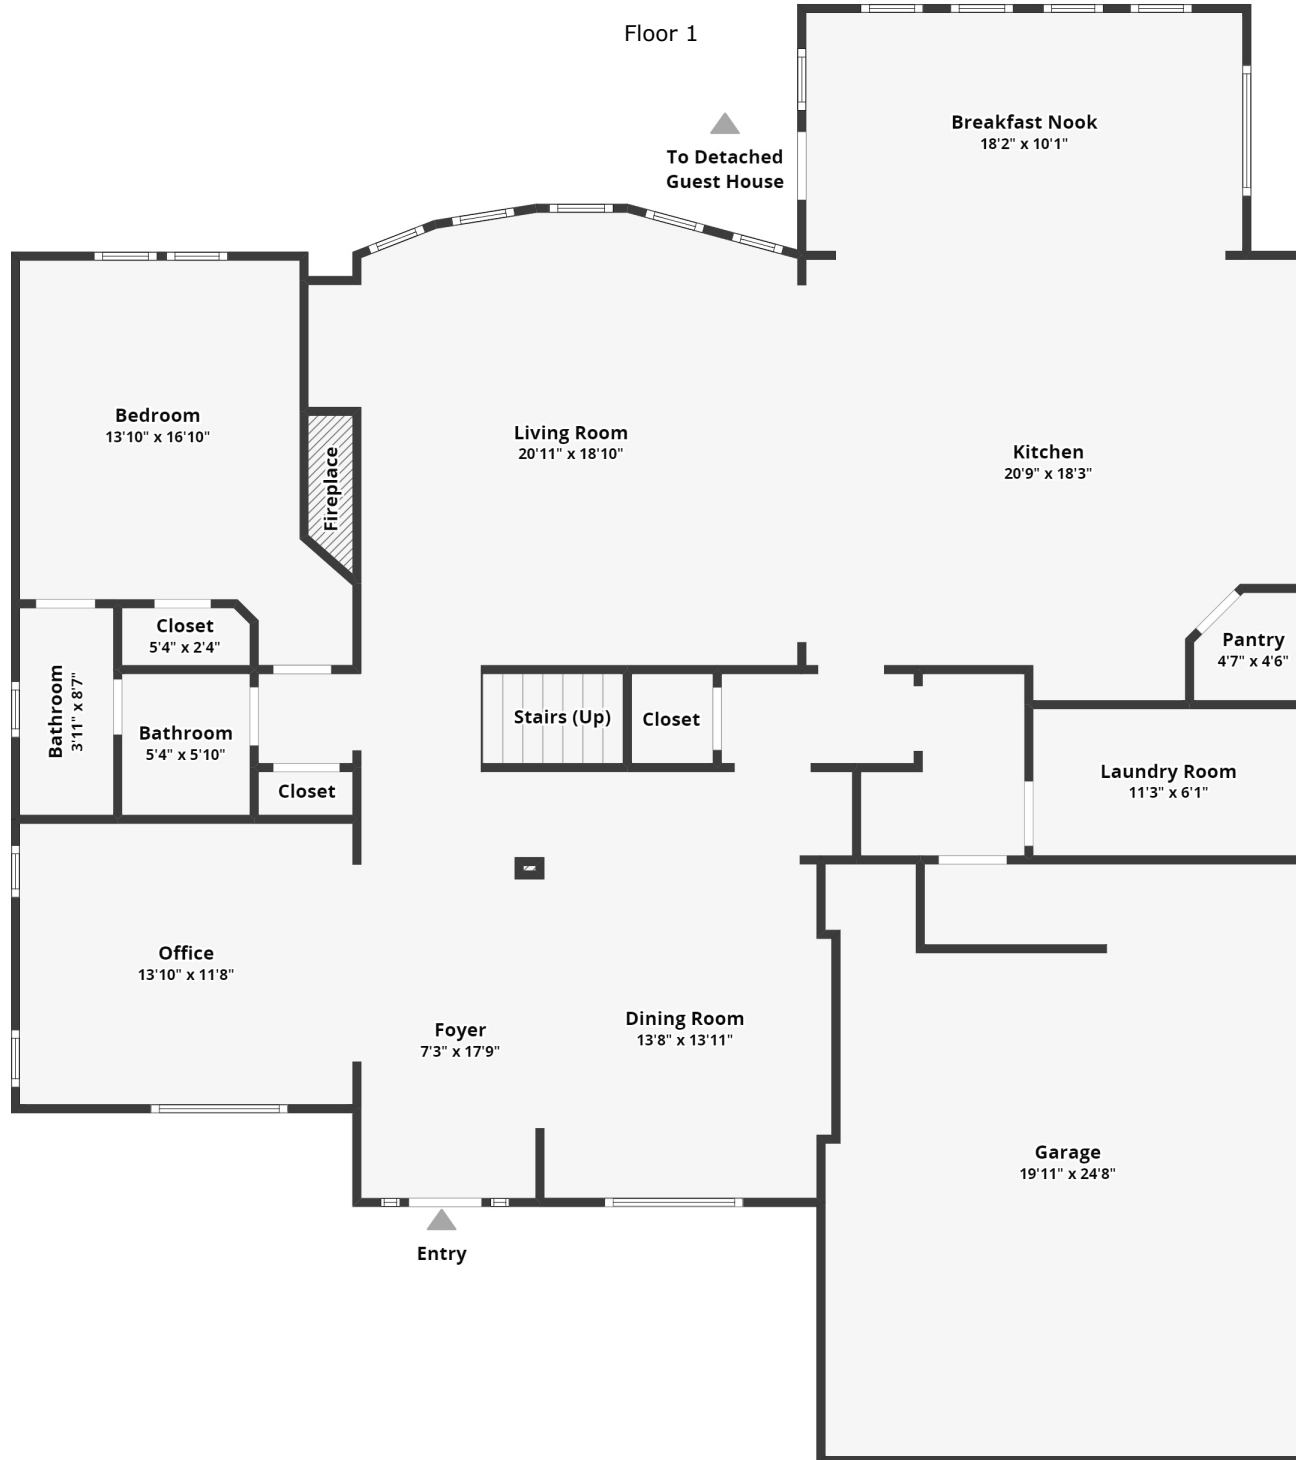 Floor 1
Breakfast Nook
18'2" x 10'1"
To Detached
Guest House
Bedroom
13'10" x 16'10"
Living Room
20'11" x 18'10"
Kitchen
20'9" x 18'3"
Fireplace
Closet
5'4" x 2'4"
Pantry
4'7" x 4'6"
Bathroom
3'11" x 8'7"
Bathroom
5'4" x 5'10"
Stairs (Up)
Closet
Closet
Laundry Room
11'3" x 6'1"
Office
13'10" x 11'8"
Foyer
7'3" x 17'9"
Dining Room
13'8" x 13'11"
Garage
19'11" x 24'8"
Entry